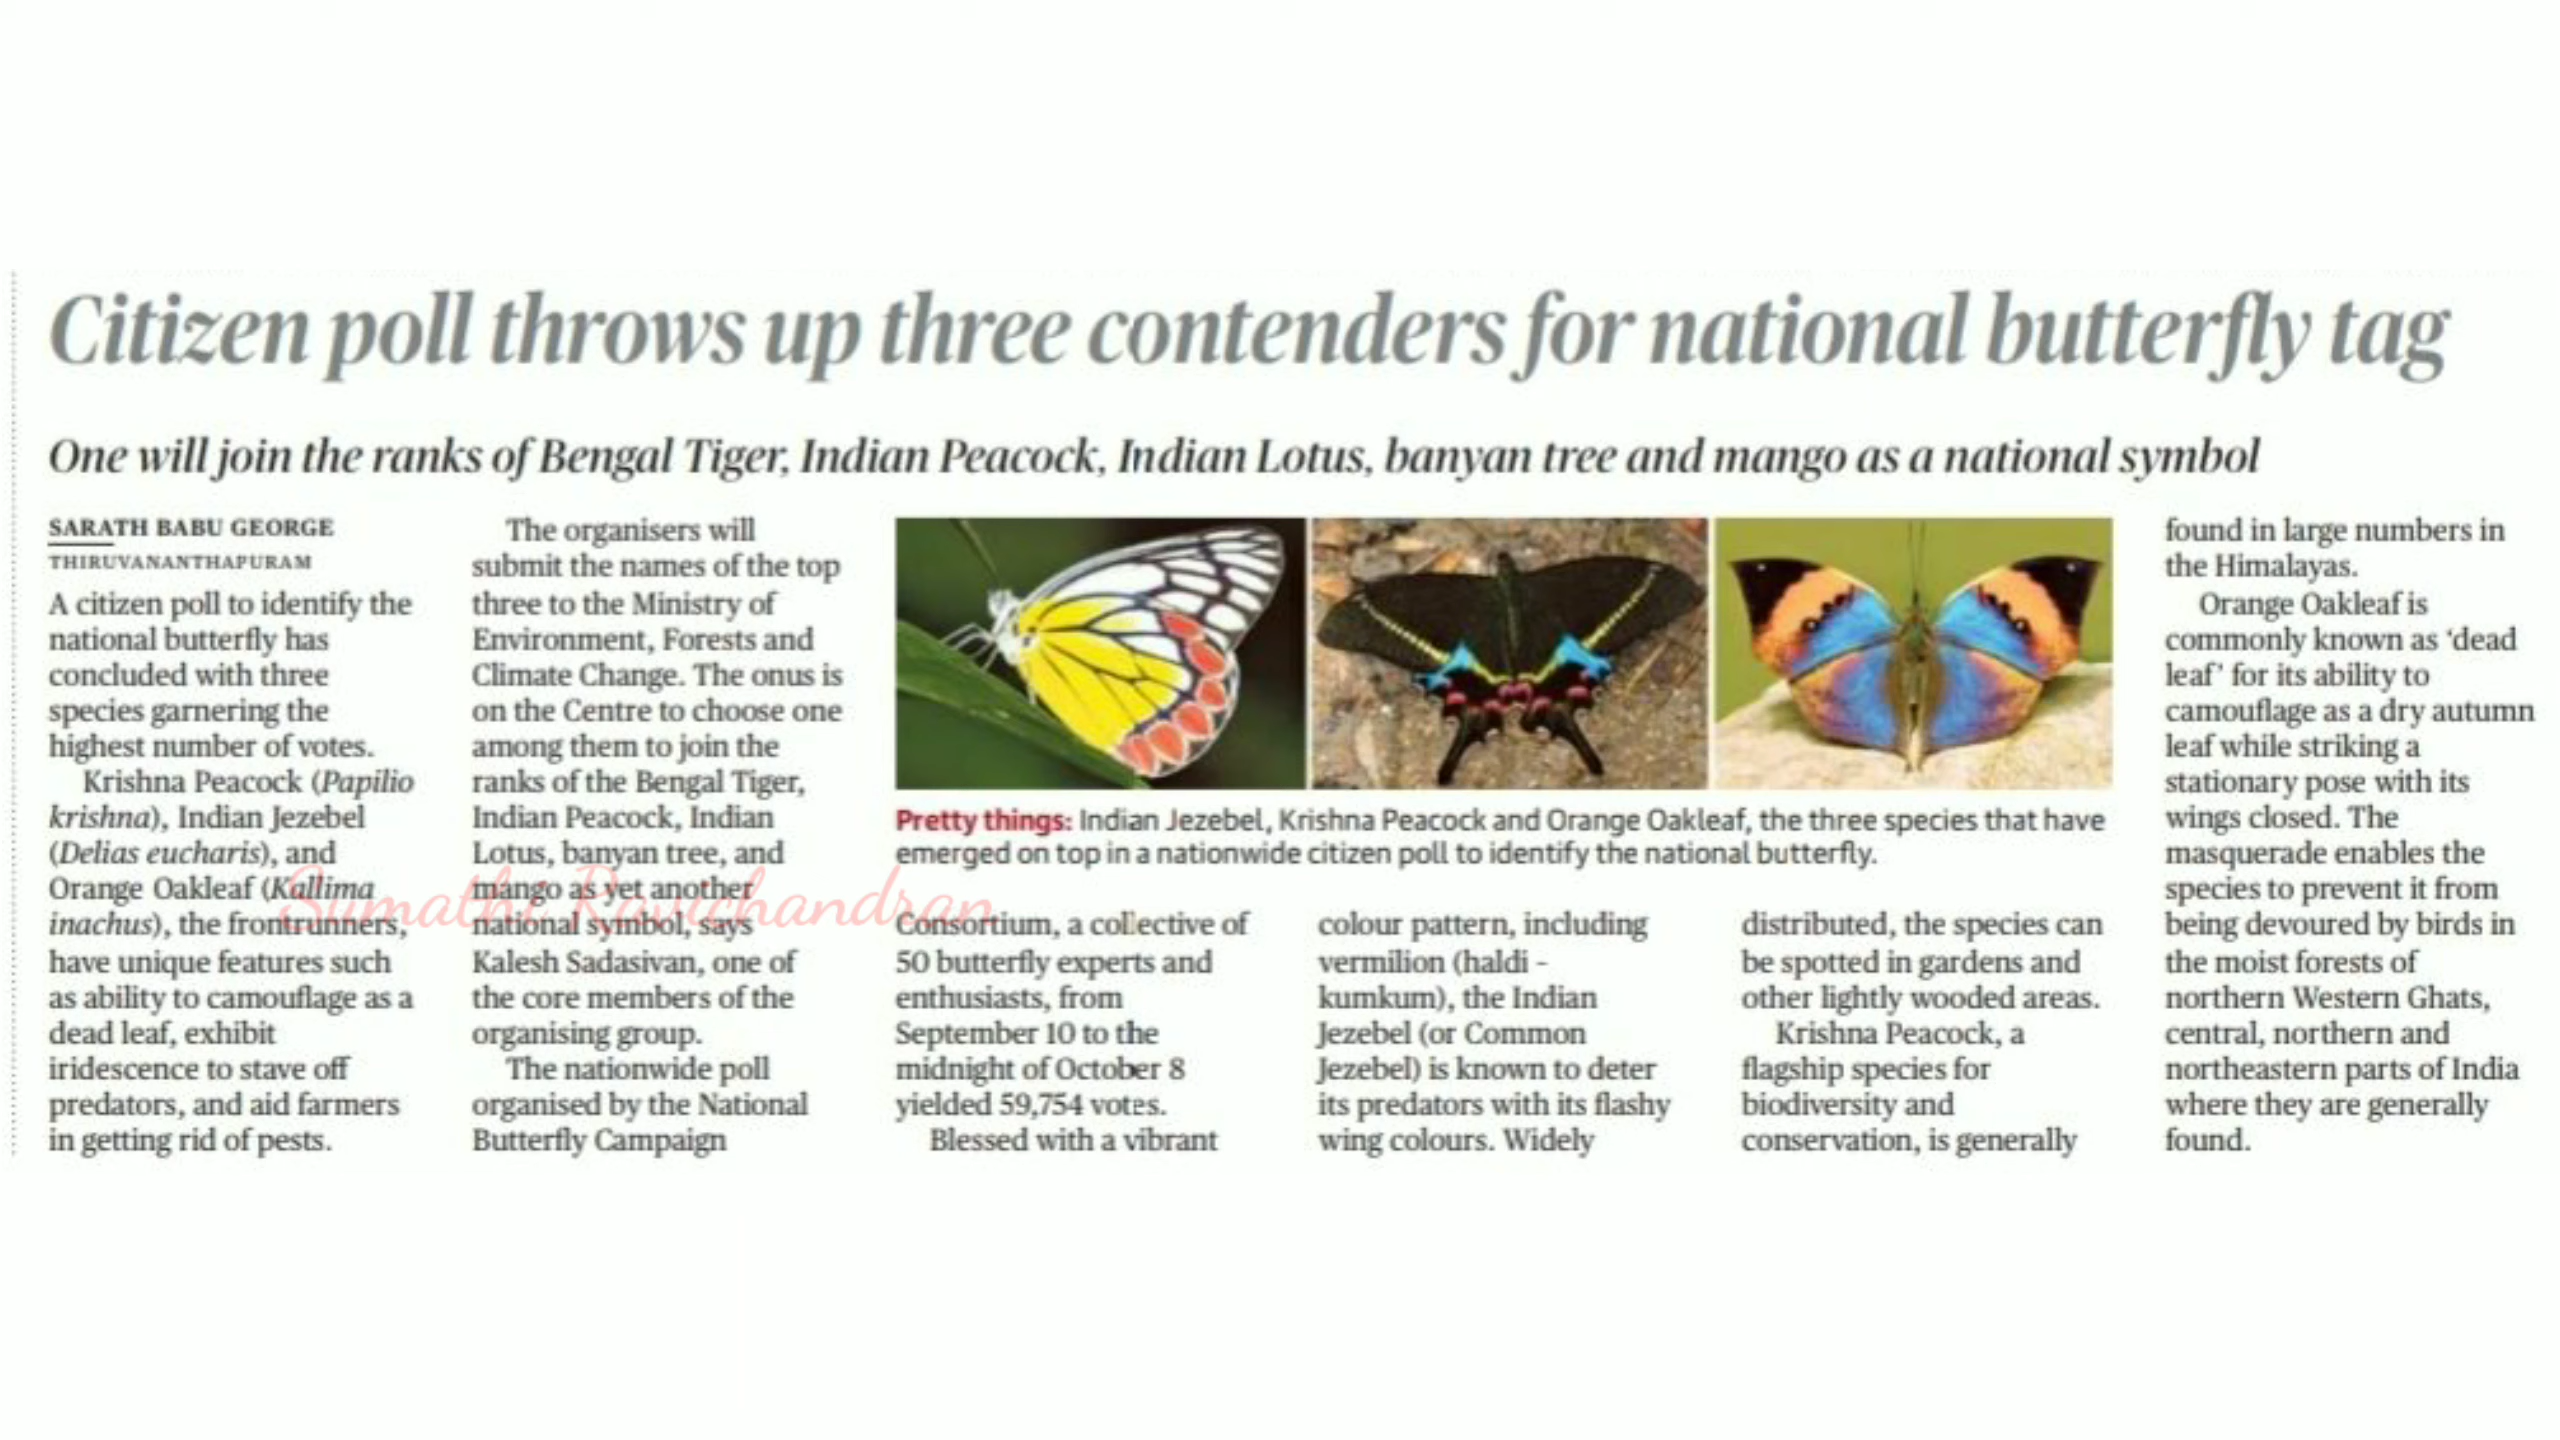 Citizen poll throws up three contenders for national butterfly tag
One will join the ranks of Bengal Tiger, Indian Peacock, Indian Lotus, banyan tree and mango as a national symbol
SARATH BABU GEORGE
THIRUVANANTHAPURAM
A citizen poll to identify the
national butterfly has
concluded with three
species garnering the
highest number of votes.
Krishna Peacock (Papilio
krishna), Indian Jezebel
(Delias eucharis), and
Orange Oakleaf (Kallima
inachus), the frontrunners,
have unique features such
as ability to camouflage as a
dead leaf, exhibit
iridescence to stave off
predators, and aid farmers
in getting rid of pests.
The organisers will
submit the names of the top
three to the Ministry of
Environment, Forests and
Climate Change. The onus is
on the Centre to choose one
among them to join the
ranks of the Bengal Tiger,
Indian Peacock, Indian
Lotus, banyan tree, and
mango as yet another
national symbol, says
Kalesh Sadasivan, one of
the core members of the
organising group.
The nationwide poll
organised by the National
Butterfly Campaign
Pretty things: Indian Jezebel, Krishna Peacock and Orange Oakleaf, the three species that have
emerged on top in a nationwide citizen poll to identify the national butterfly.
Consortium, a collective of
50 butterfly experts and
enthusiasts, from
September 10 to the
midnight of October 8
yielded 59,754 votes.
Blessed with a vibrant
colour pattern, including
vermilion (haldi -
kumkum), the Indian
Jezebel (or Common
Jezebel) is known to deter
its predators with its flashy
wing colours. Widely
distributed, the species can
be spotted in gardens and
other lightly wooded areas.
Krishna Peacock, a
flagship species for
biodiversity and
conservation, is generally
found in large numbers in
the Himalayas.
Orange Oakleaf is
commonly known as 'dead
leaf' for its ability to
camouflage as a dry autumn
leaf while striking a
stationary pose with its
wings closed. The
masquerade enables the
species to prevent it from
being devoured by birds in
the moist forests of
northern Western Ghats,
central, northern and
northeastern parts of India
where they are generally
found.
Sumathi Ravichandran